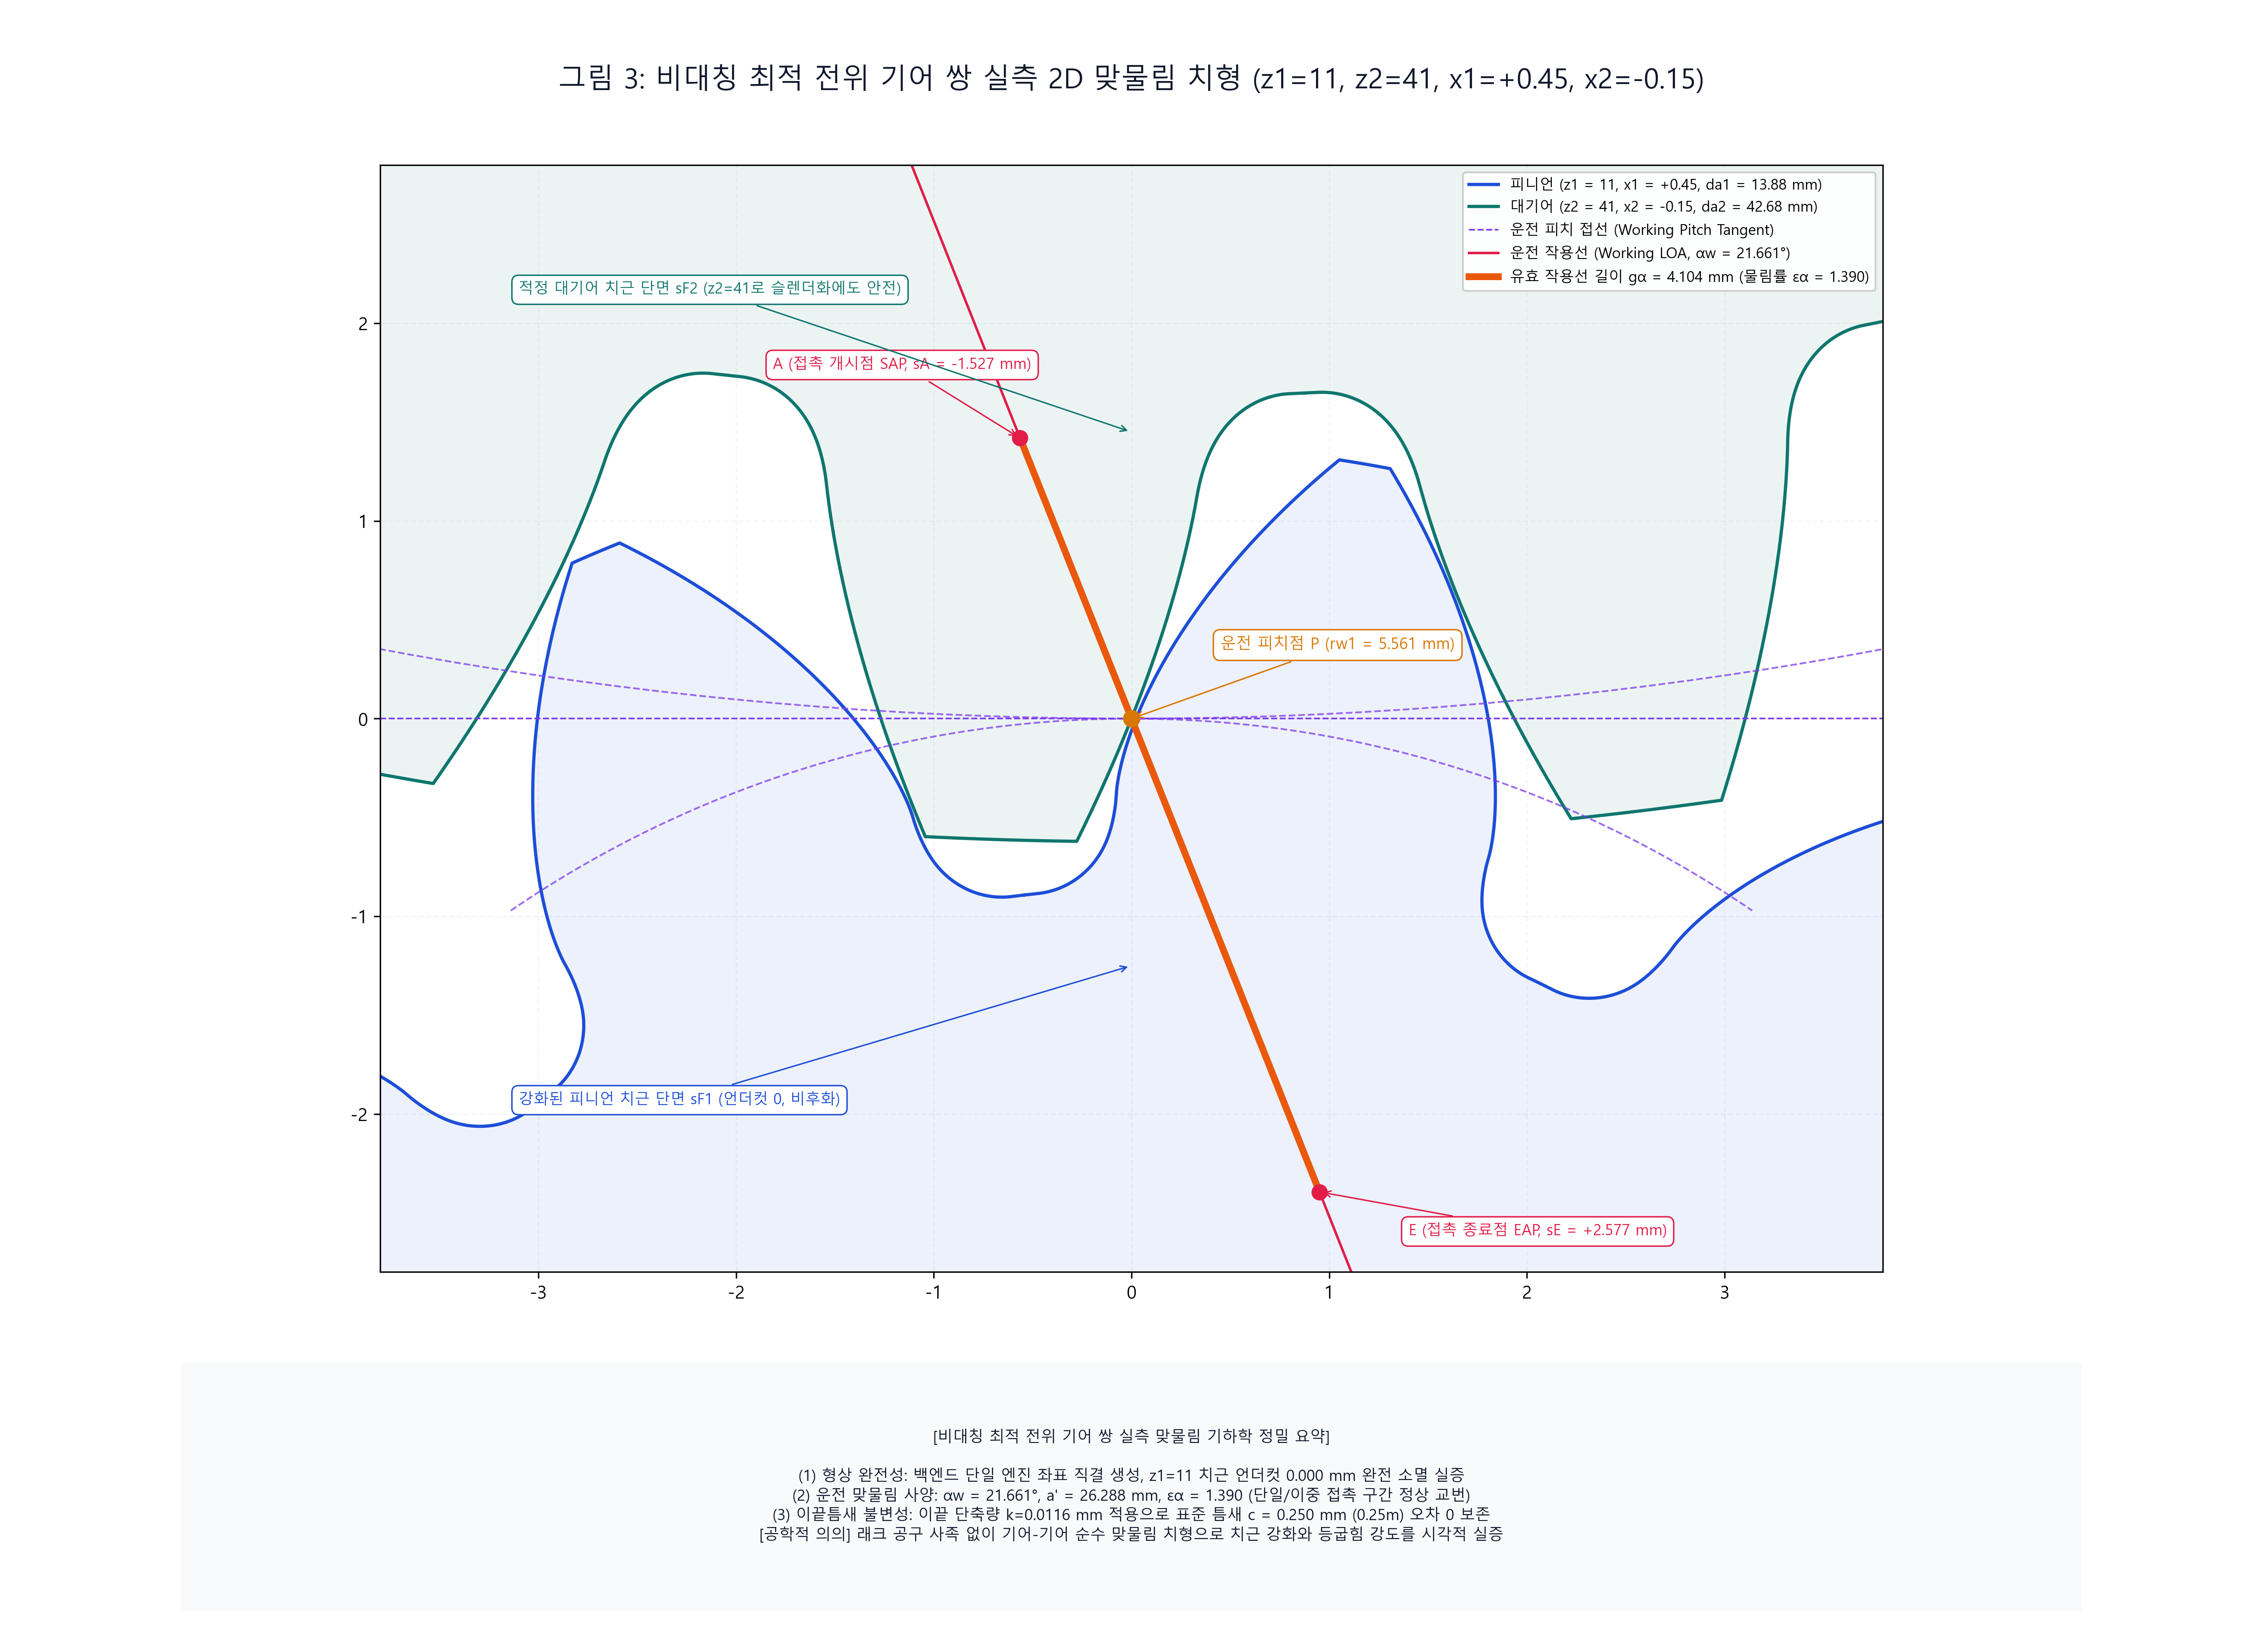 그림 3: 비대칭 최적 전위 기어 쌍 실측 2D 맞물림 치형 (z1=11, z2=41, x1=+0.45, x2=-0.15)
피니언 (z1 = 11, x1 = +0.45, da1 = 13.88 mm)
대기어 (z2 = 41, x2 = -0.15, da2 = 42.68 mm)
운전 피치 접선 (Working Pitch Tangent)
운전 작용선 (Working LOA, αw = 21.661°)
유효 작용선 길이 gα = 4.104 mm (물림률 εα = 1.390)
적정 대기어 치근 단면 sF2 (z2=41로 슬렌더화에도 안전)
A (접촉 개시점 SAP, sA = -1.527 mm)
운전 피치점 P (rw1 = 5.561 mm)
강화된 피니언 치근 단면 sF1 (언더컷 0, 비후화)
E (접촉 종료점 EAP, sE = +2.577 mm)
2
1
0
-1
-2
-3
-2
-1
0
1
2
3
[비대칭 최적 전위 기어 쌍 실측 맞물림 기하학 정밀 요약]
(1) 형상 완전성: 백엔드 단일 엔진 좌표 직결 생성, z1=11 치근 언더컷 0.000 mm 완전 소멸 실증
(2) 운전 맞물림 사양: αw = 21.661°, a' = 26.288 mm, εα = 1.390 (단일/이중 접촉 구간 정상 교번)
(3) 이끝틈새 불변성: 이끝 단축량 k=0.0116 mm 적용으로 표준 틈새 c = 0.250 mm (0.25m) 오차 0 보존
[공학적 의의] 래크 공구 사족 없이 기어-기어 순수 맞물림 치형으로 치근 강화와 등굽힘 강도를 시각적 실증